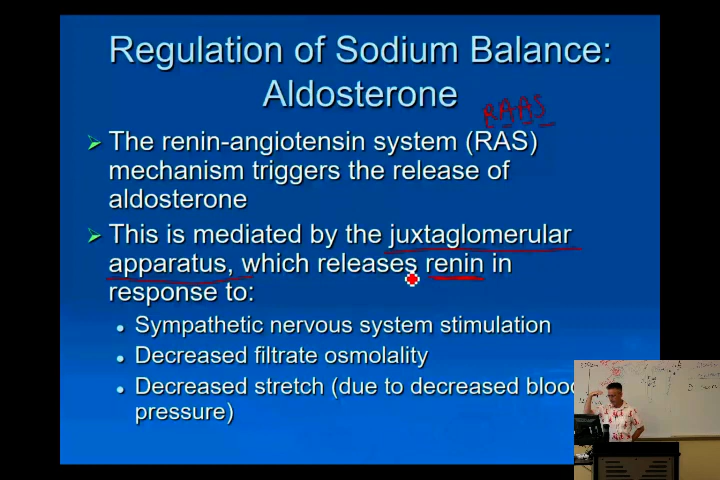 Regulation of Sodium Balance:
Aldosterone
RAAS
The renin-angiotensin system (RAS)
mechanism triggers the release of
aldosterone
This is mediated by the juxtaglomerular
apparatus, which releases renin in
response to:
Sympathetic nervous system stimulation
Decreased filtrate osmolality
Decreased stretch (due to decreased blood
pressure)